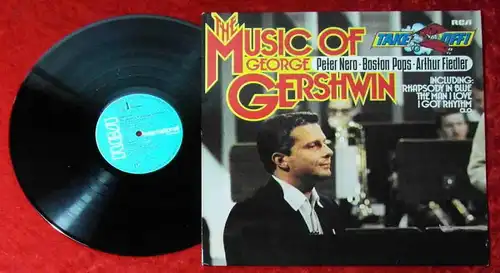 THE
MUSIC OF
GEORGE
GERSHWIN
RCA
TAKE OFF!
Peter Nero · Boston Pops · Arthur Fiedler
INCLUDING:
RHAPSODY IN BLUE
THE MAN I LOVE
I GOT RHYTHM
a.o.
RCA